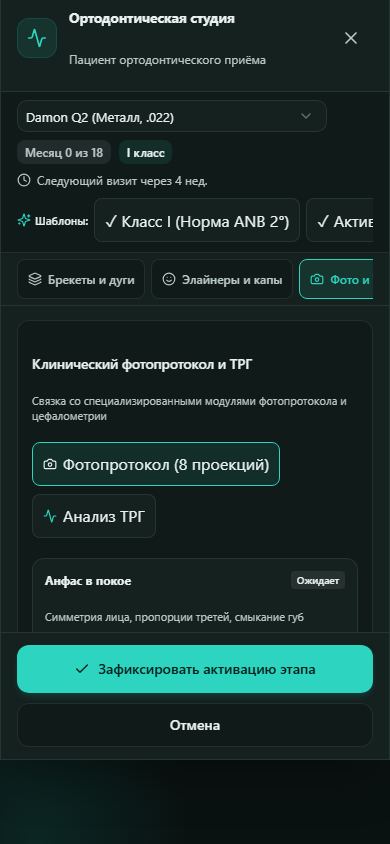 Ортодонтическая студия
Пациент ортодонтического приёма
Damon Q2 (Металл, .022)
Месяц 0 из 18
I класс
Следующий визит через 4 нед.
Шаблоны:
✓ Класс I (Норма ANB 2°)
✓ Актив
Брекеты и дуги
Элайнеры и капы
Фото и
Клинический фотопротокол и ТРГ
Связка со специализированными модулями фотопротокола и
цефалометрии
Фотопротокол (8 проекций)
Анализ ТРГ
Анфас в покое
Ожидает
Симметрия лица, пропорции третей, смыкание губ
Зафиксировать активацию этапа
Отмена